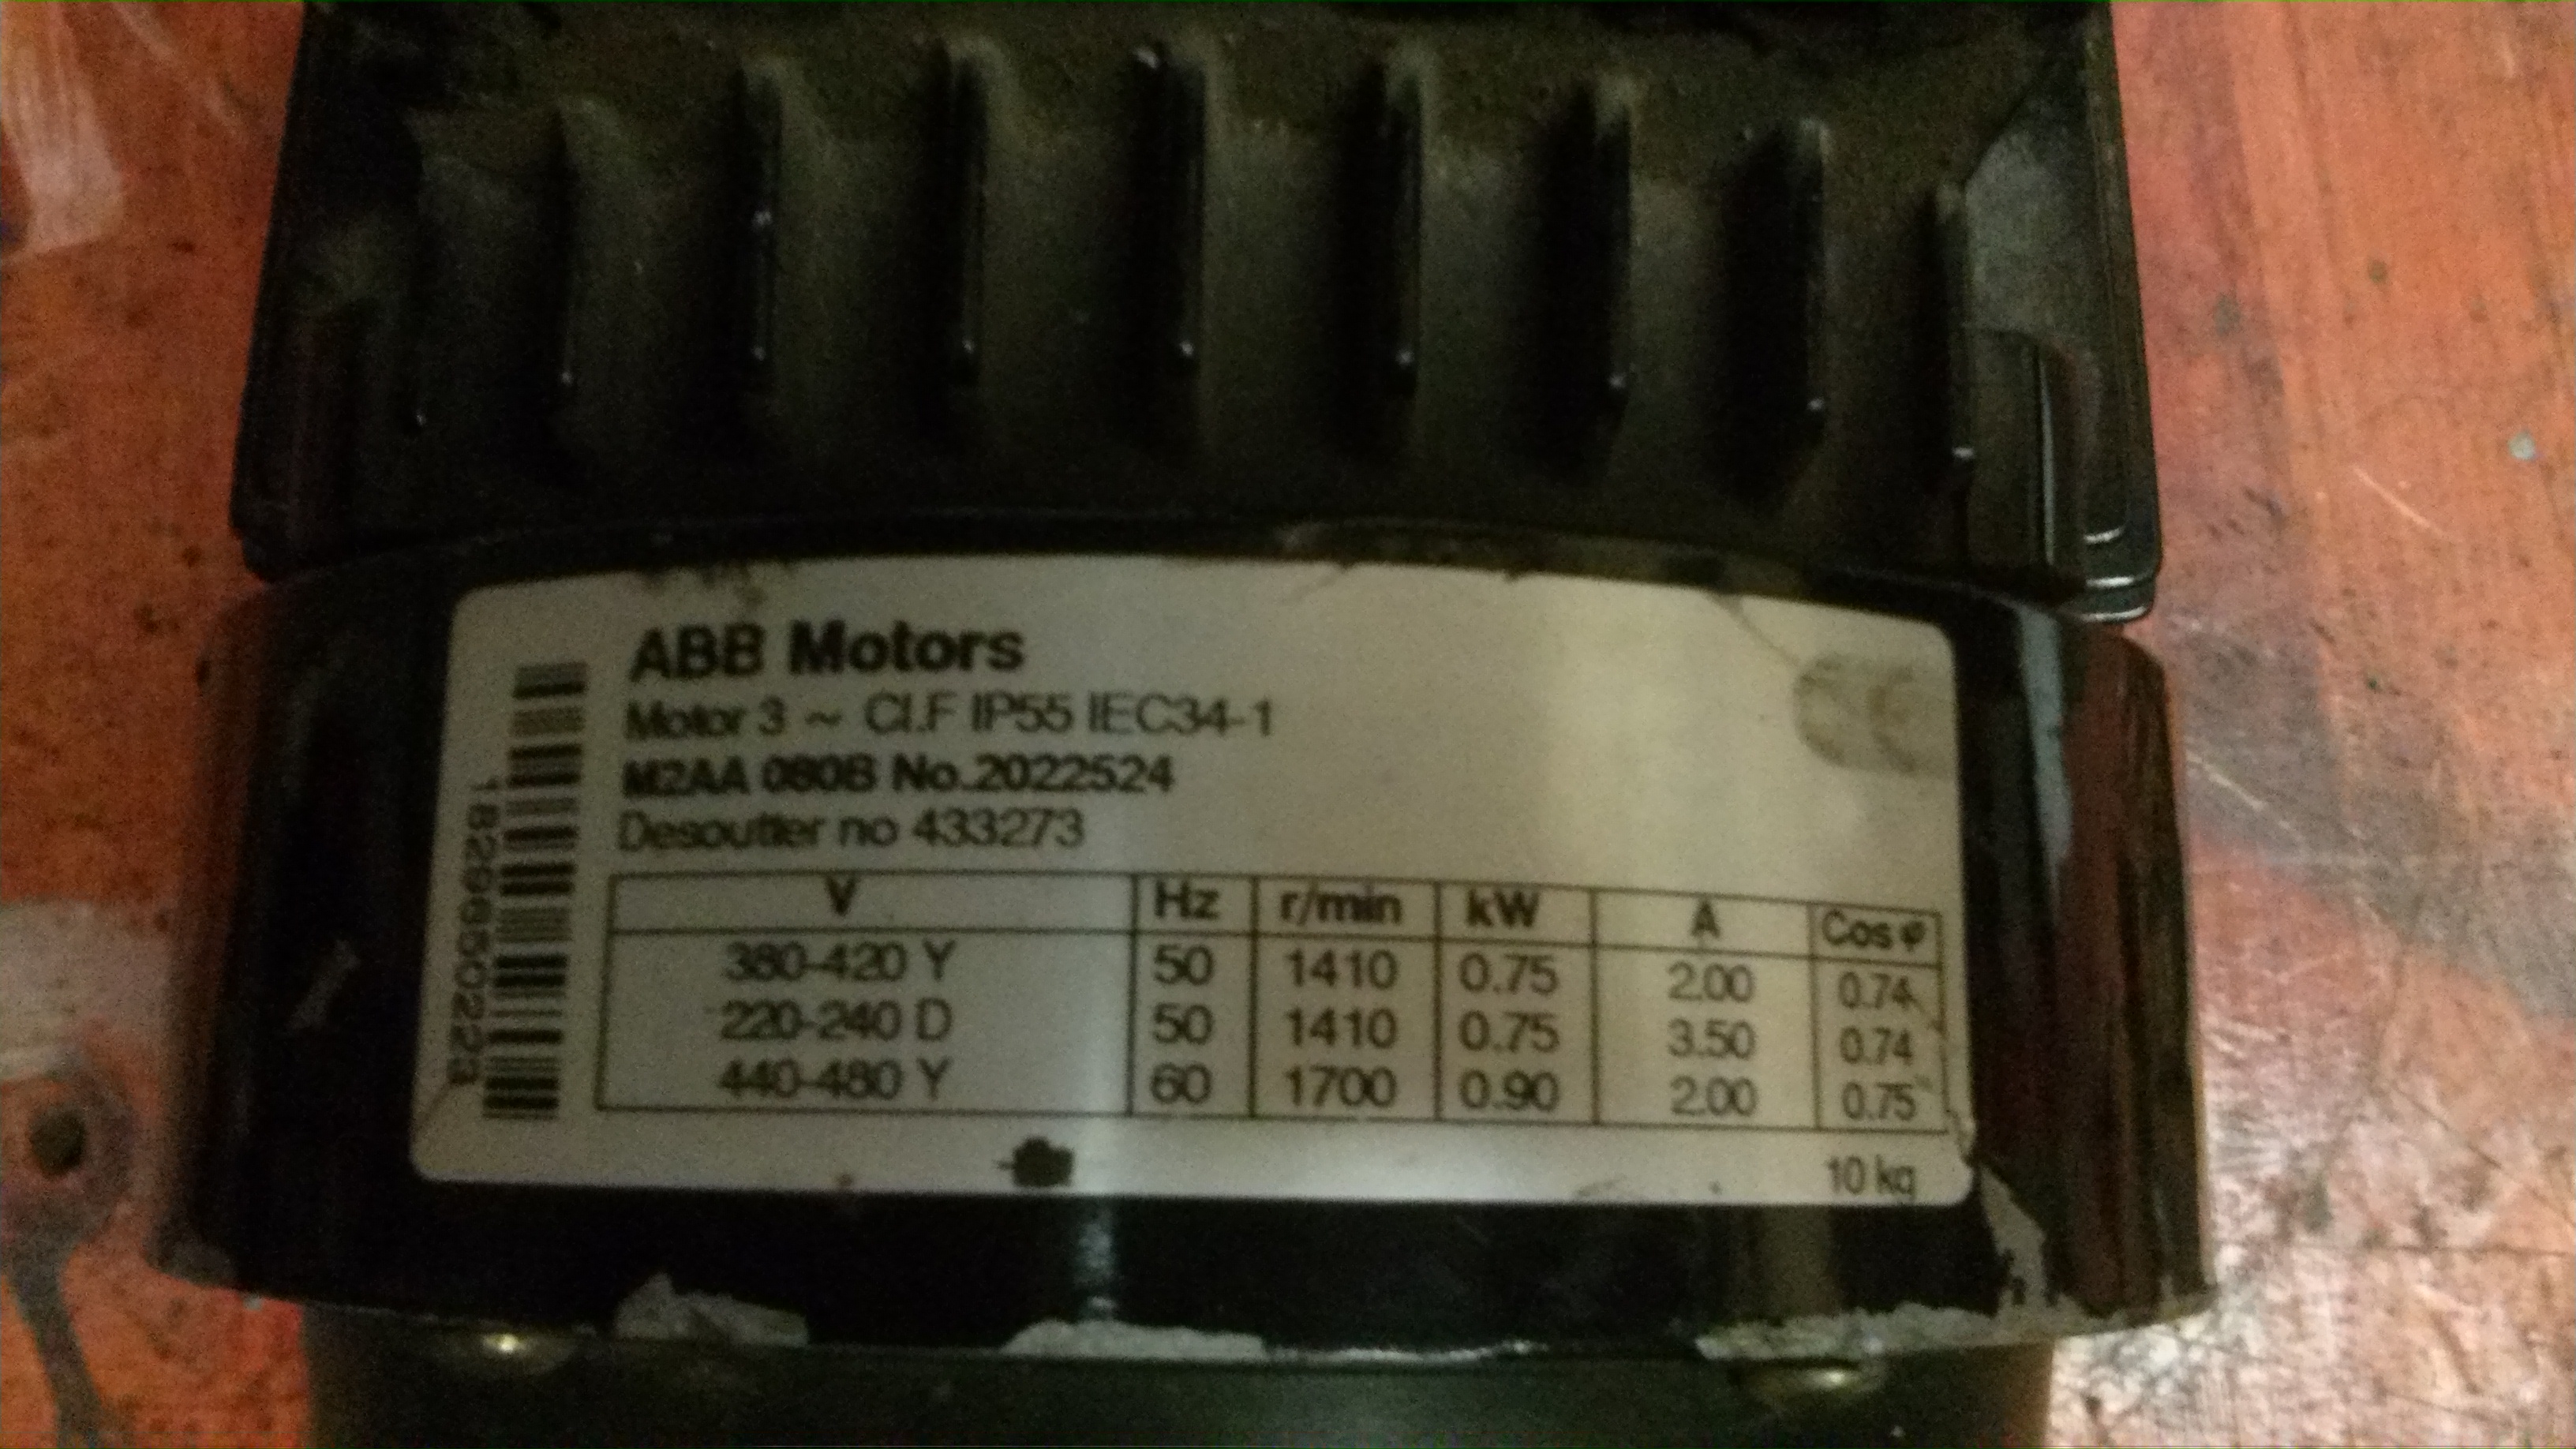 ABB Motors
Motor 3 ~ Cl.F IP55 IEC34-1
M2AA 080B No.2022524
Desoutter no 433273
V Hz r/min kW A Cos φ
380-420 Y 50 1410 0.75 2.00 0.74
220-240 D 50 1410 0.75 3.50 0.74
440-480 Y 60 1700 0.90 2.00 0.75
10 kg